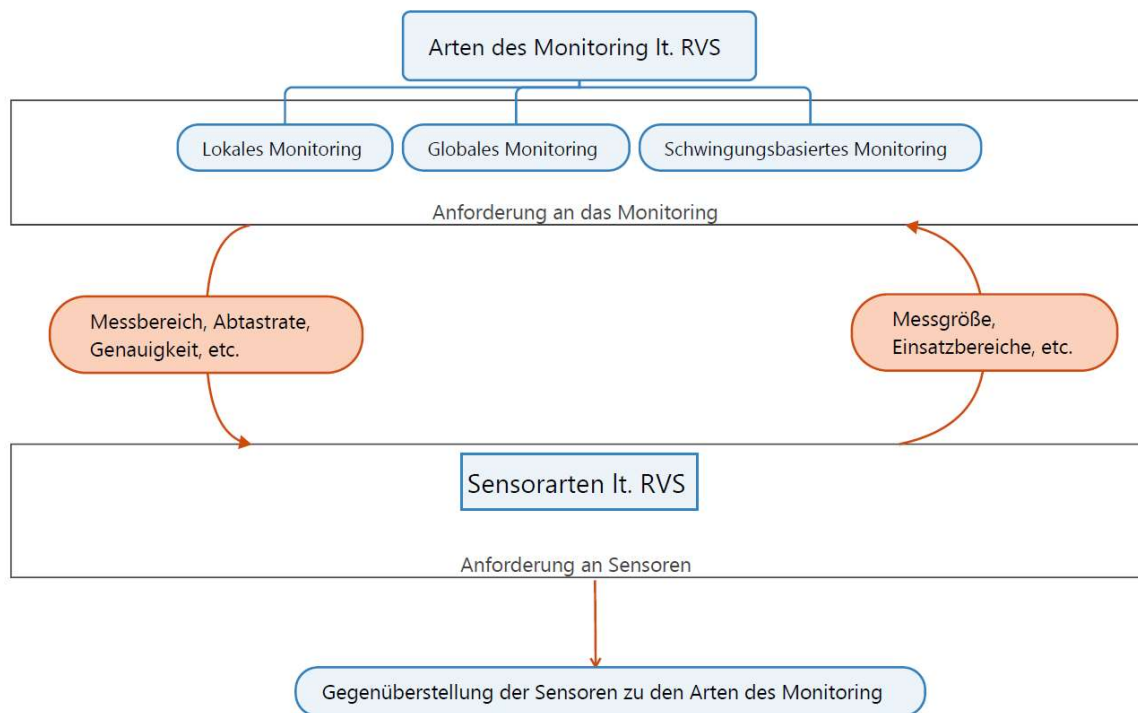 Arten des Monitoring lt. RVS
Lokales Monitoring
Globales Monitoring
Schwingungsbasiertes Monitoring
Anforderung an das Monitoring
Messbereich, Abtastrate,
Genauigkeit, etc.
Messgröße,
Einsatzbereiche, etc.
Sensorarten lt. RVS
Anforderung an Sensoren
Gegenüberstellung der Sensoren zu den Arten des Monitoring